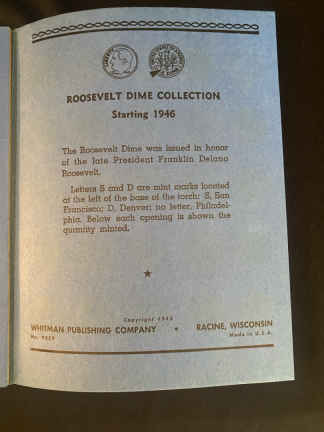 ROOSEVELT DIME COLLECTION
Starting 1946
The Roosevelt Dime was issued in honor
of the late President Franklin Delano
Roosevelt.
Letters S and D are mint marks located
at the left of the base of the torch: S, San
Francisco; D, Denver; no letter, Philadel-
phia. Below each opening is shown the
quantity minted.
Copyright
WHITMAN PUBLISHING COMPANY • RACINE, WISCONSIN
Made in U.S.A.